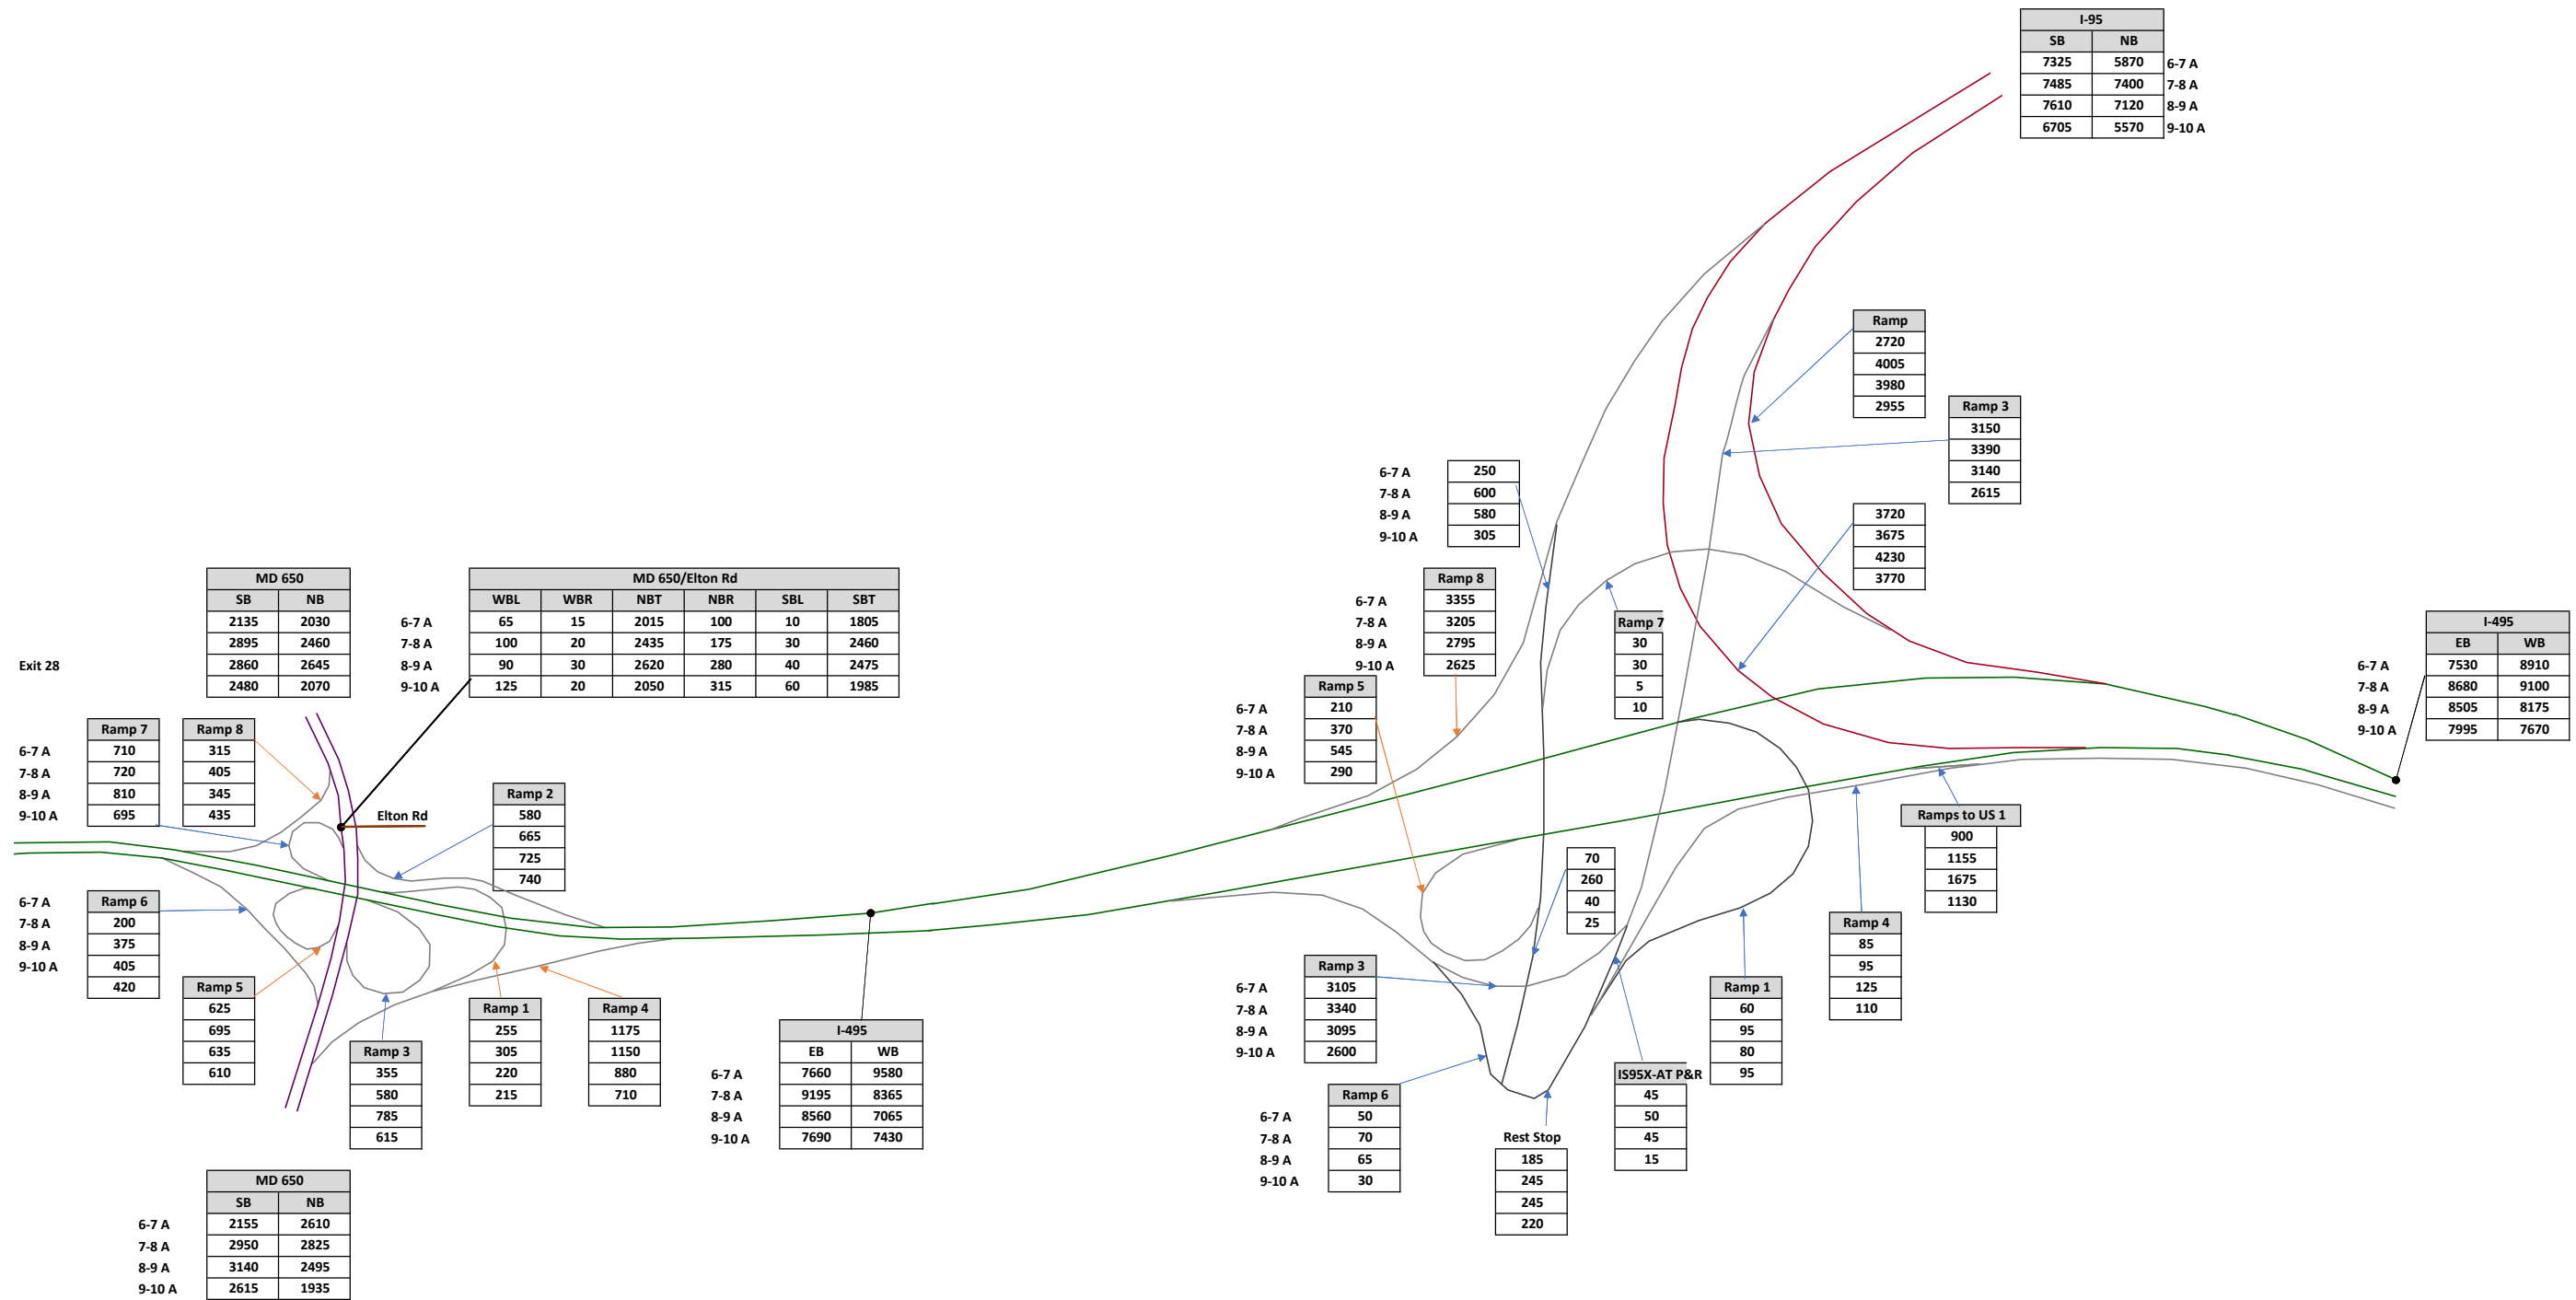 I-95
SB NB
7325 5870 6-7 A
7485 7400 7-8 A
7610 7120 8-9 A
6705 5570 9-10 A
Ramp
2720
4005
3980
2955
Ramp 3
3150
3390
3140
2615
6-7 A 250
7-8 A 600
8-9 A 580
9-10 A 305
3720
3675
4230
3770
Exit 28
MD 650
SB NB
2135 2030
2895 2460
2860 2645
2480 2070
MD 650/Elton Rd
WBL WBR NBT NBR SBL SBT
6-7 A 65 15 2015 100 10 1805
7-8 A 100 20 2435 175 30 2460
8-9 A 90 30 2620 280 40 2475
9-10 A 125 20 2050 315 60 1985
Ramp 8
6-7 A 3355
7-8 A 3205
8-9 A 2795
9-10 A 2625
Ramp 7
30
30
5
10
I-495
EB WB
6-7 A 7530 8910
7-8 A 8680 9100
8-9 A 8505 8175
9-10 A 7995 7670
Ramp 5
6-7 A 210
7-8 A 370
8-9 A 545
9-10 A 290
Ramp 7 Ramp 8
6-7 A 710 315
7-8 A 720 405
8-9 A 810 345
9-10 A 695 435
Elton Rd
Ramp 2
580
665
725
740
Ramps to US 1
900
1155
1675
1130
70
260
40
25
Ramp 6
6-7 A 200
7-8 A 375
8-9 A 405
9-10 A 420
Ramp 4
85
95
125
110
Ramp 5
625
695
635
610
Ramp 3
355
580
785
615
Ramp 1
255
305
220
215
Ramp 4
1175
1150
880
710
I-495
EB WB
6-7 A 7660 9580
7-8 A 9195 8365
8-9 A 8560 7065
9-10 A 7690 7430
Ramp 3
6-7 A 3105
7-8 A 3340
8-9 A 3095
9-10 A 2600
Ramp 1
60
95
80
95
IS95X-AT P&R
45
50
45
15
Ramp 6
6-7 A 50
7-8 A 70
8-9 A 65
9-10 A 30
Rest Stop
185
245
245
220
MD 650
SB NB
6-7 A 2155 2610
7-8 A 2950 2825
8-9 A 3140 2495
9-10 A 2615 1935